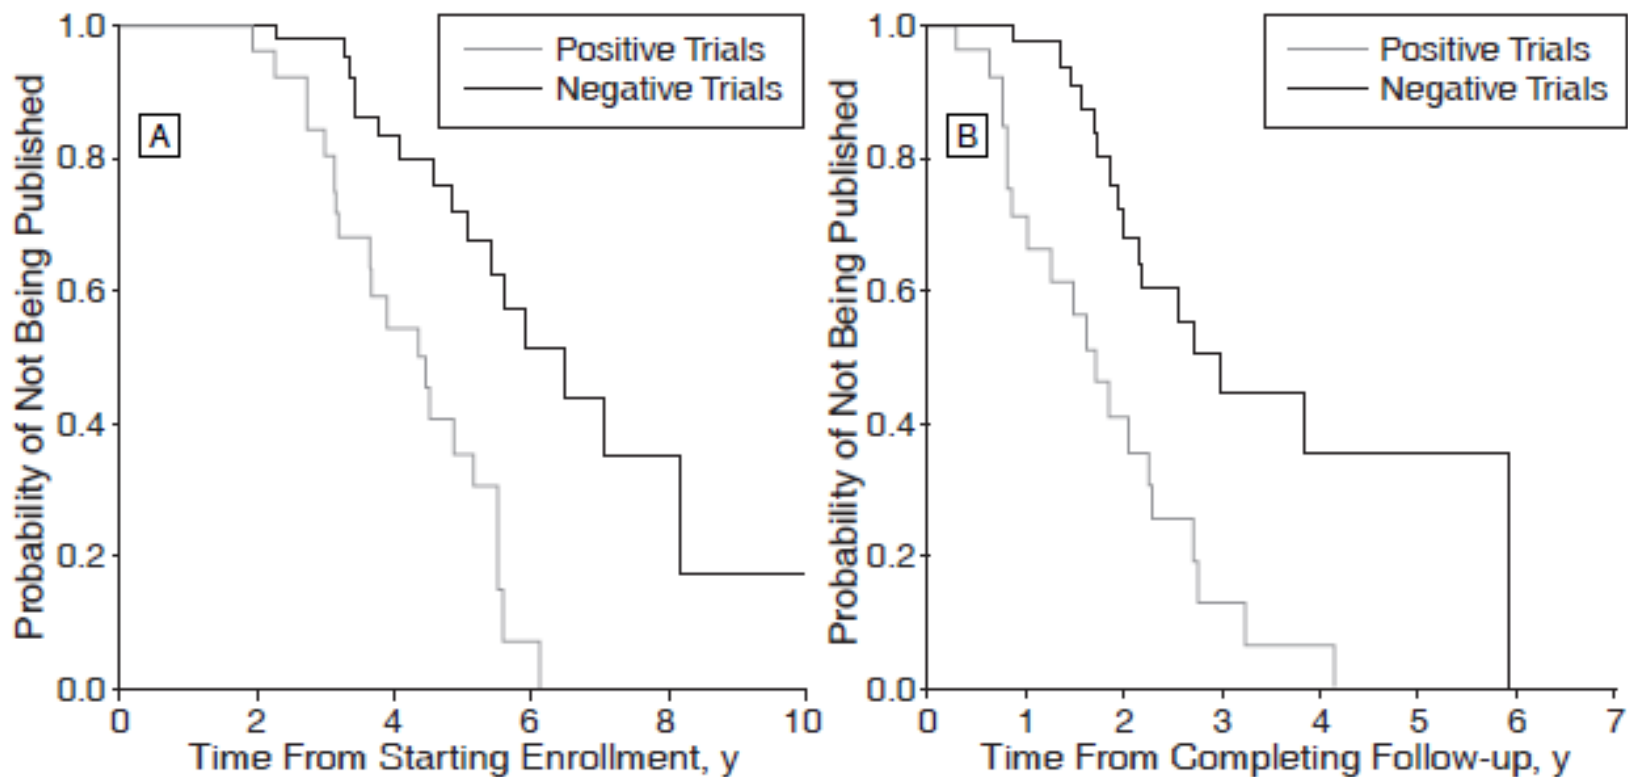 Probability of Not Being Published
1.0
0.8
0.6
0.4
0.2
0.0
A
Positive Trials
Negative Trials
0 2 4 6 8 10
Time From Starting Enrollment, y
Probability of Not Being Published
1.0
0.8
0.6
0.4
0.2
0.0
B
Positive Trials
Negative Trials
0 1 2 3 4 5 6 7
Time From Completing Follow-up, y